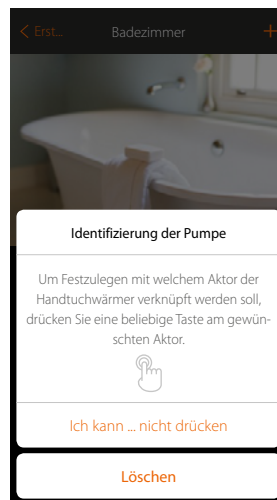 < Erst... Badezimmer +
Identifizierung der Pumpe
Um Festzulegen mit welchem Aktor der
Handtuchwärmer verknüpft werden soll,
drücken Sie eine beliebige Taste am gewün-
schten Aktor.
Ich kann ... nicht drücken
Löschen